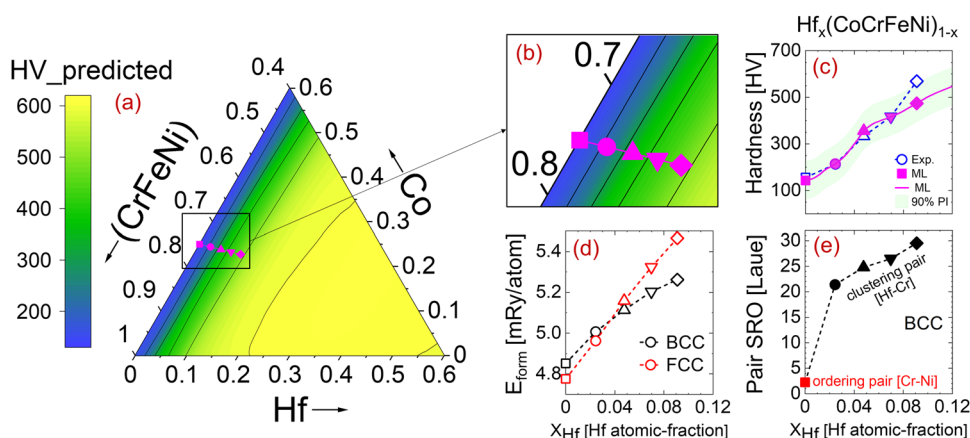 HV_predicted
600
500
400
300
200
(a)
0.4
0.6
0.5
0.6
0.5
0.7
0.4
0.8
0.3
0.9
0.2
1
0.1
0
0.0
0.1
0.2
0.3
0.4
0.5
0.6
←(CrFeNi)
Co→
Hf→
(b)
0.7
0.8
Hfx(CoCrFeNi)1-x
(c)
Hardness [HV]
700
500
300
100
Exp.
ML
ML
90% PI
(d)
Eform [mRy/atom]
5.4
5.2
5.0
4.8
BCC
FCC
0
0.04
0.08
0.12
XHf [Hf atomic-fraction]
(e)
Pair SRO [Laue]
30
25
20
15
10
5
0
clustering pair
[Hf-Cr]
BCC
ordering pair [Cr-Ni]
0
0.04
0.08
0.12
XHf [Hf atomic-fraction]